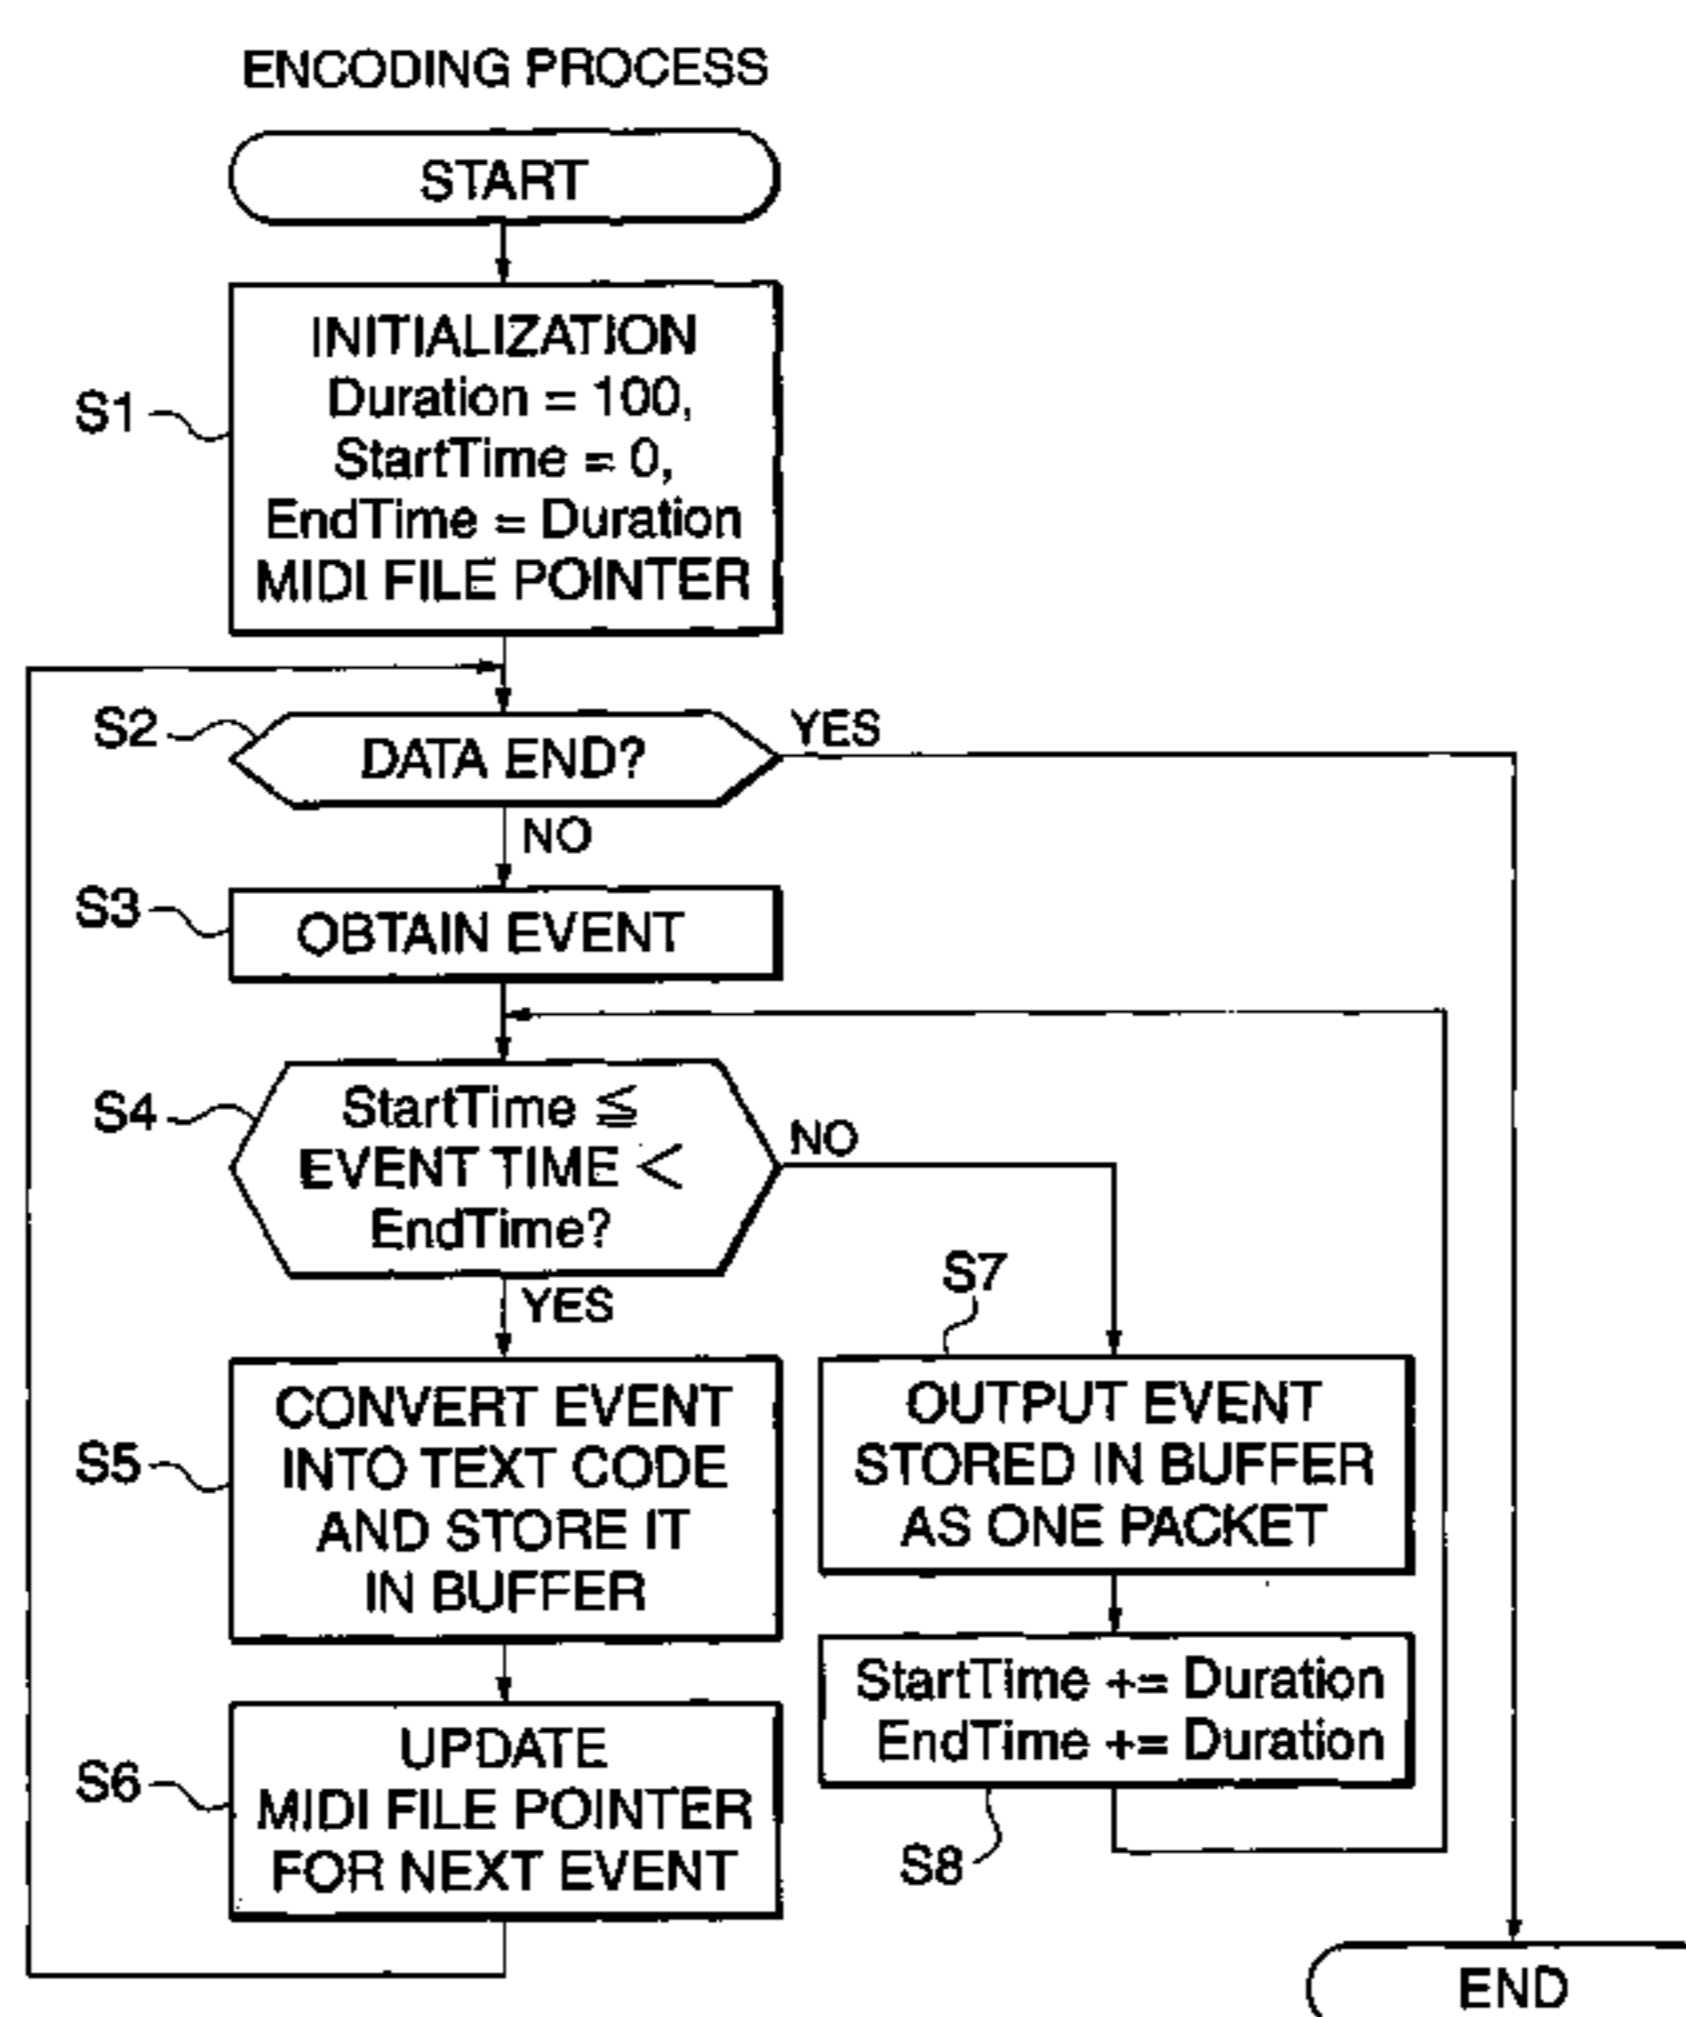 ENCODING PROCESS
START
S1
INITIALIZATION
Duration = 100,
StartTime = 0,
EndTime = Duration
MIDI FILE POINTER
S2
DATA END?
YES
NO
S3
OBTAIN EVENT
S4
StartTime ≦
EVENT TIME <
EndTime?
NO
YES
S5
CONVERT EVENT
INTO TEXT CODE
AND STORE IT
IN BUFFER
S7
OUTPUT EVENT
STORED IN BUFFER
AS ONE PACKET
S6
UPDATE
MIDI FILE POINTER
FOR NEXT EVENT
StartTime += Duration
EndTime += Duration
S8
END